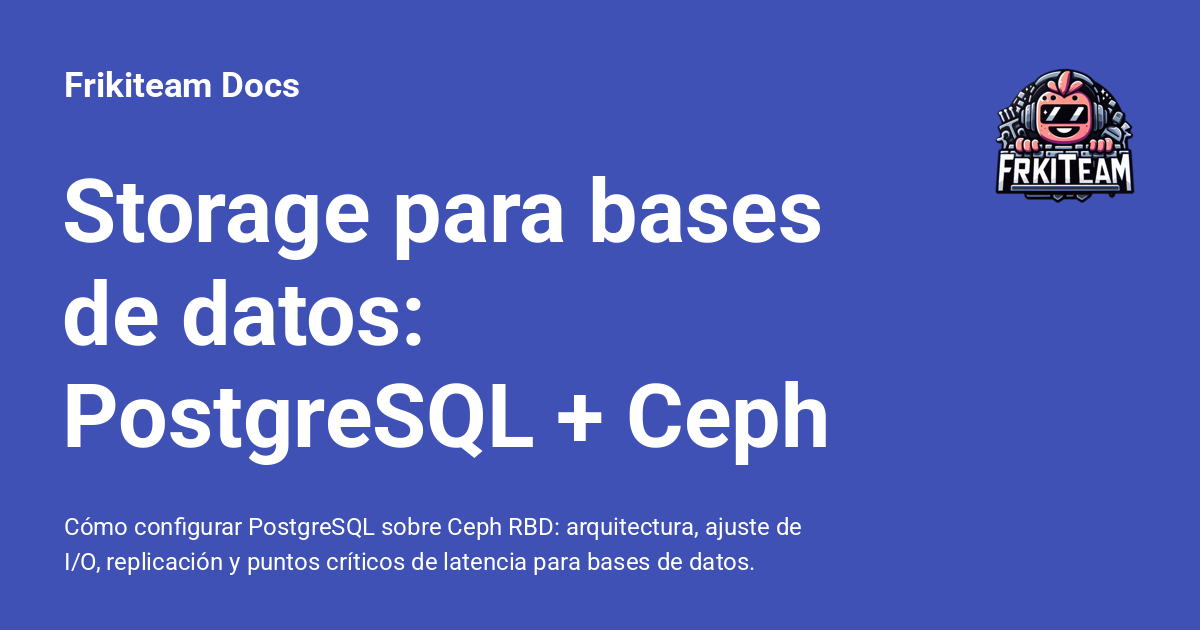 Frikiteam Docs
FRKITEAM
Storage para bases
de datos:
PostgreSQL + Ceph
Cómo configurar PostgreSQL sobre Ceph RBD: arquitectura, ajuste de
I/O, replicación y puntos críticos de latencia para bases de datos.